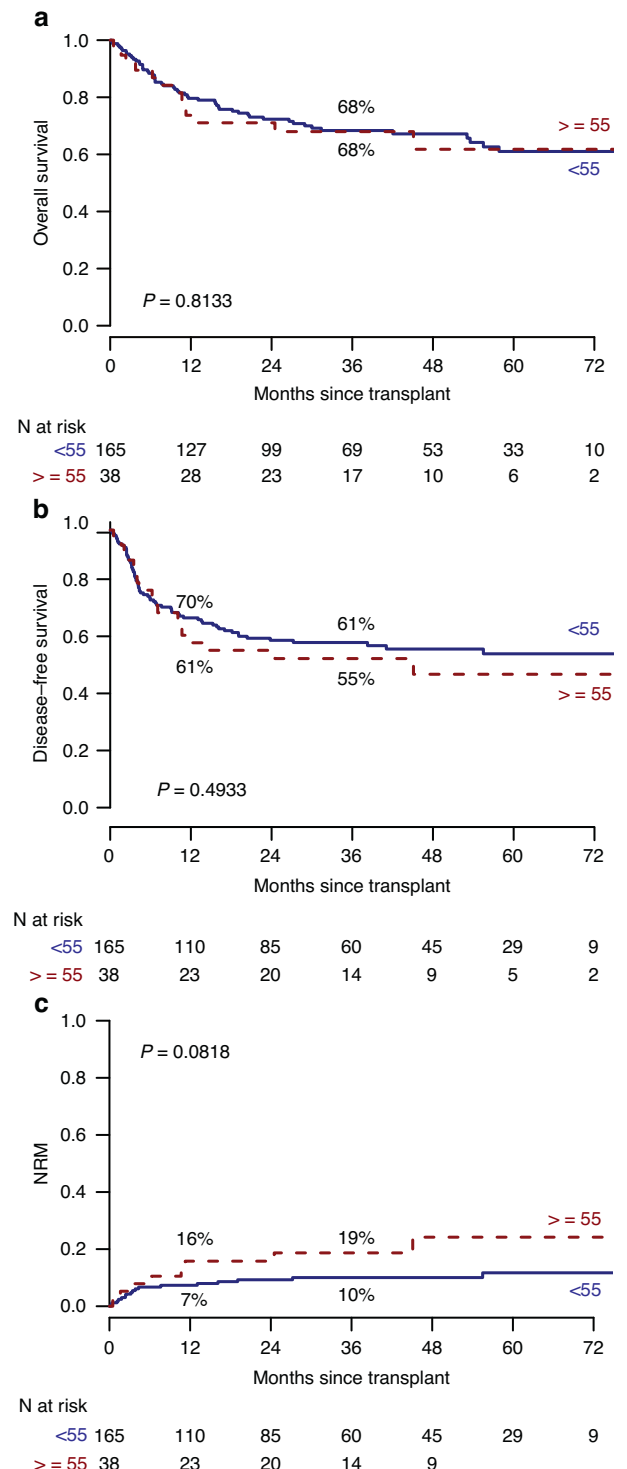 a
1.0
0.8
0.6
0.4
0.2
0.0
Overall survival
68%
68%
> = 55
<55
P = 0.8133
0 12 24 36 48 60 72
Months since transplant
N at risk
<55 165 127 99 69 53 33 10
> = 55 38 28 23 17 10 6 2
b
1.0
0.8
0.6
0.4
0.2
0.0
Disease–free survival
70%
61%
61%
55%
<55
> = 55
P = 0.4933
0 12 24 36 48 60 72
Months since transplant
N at risk
<55 165 110 85 60 45 29 9
> = 55 38 23 20 14 9 5 2
c
1.0
0.8
0.6
0.4
0.2
0.0
NRM
P = 0.0818
16%
19%
7%
10%
> = 55
<55
0 12 24 36 48 60 72
Months since transplant
N at risk
<55 165 110 85 60 45 29 9
> = 55 38 23 20 14 9